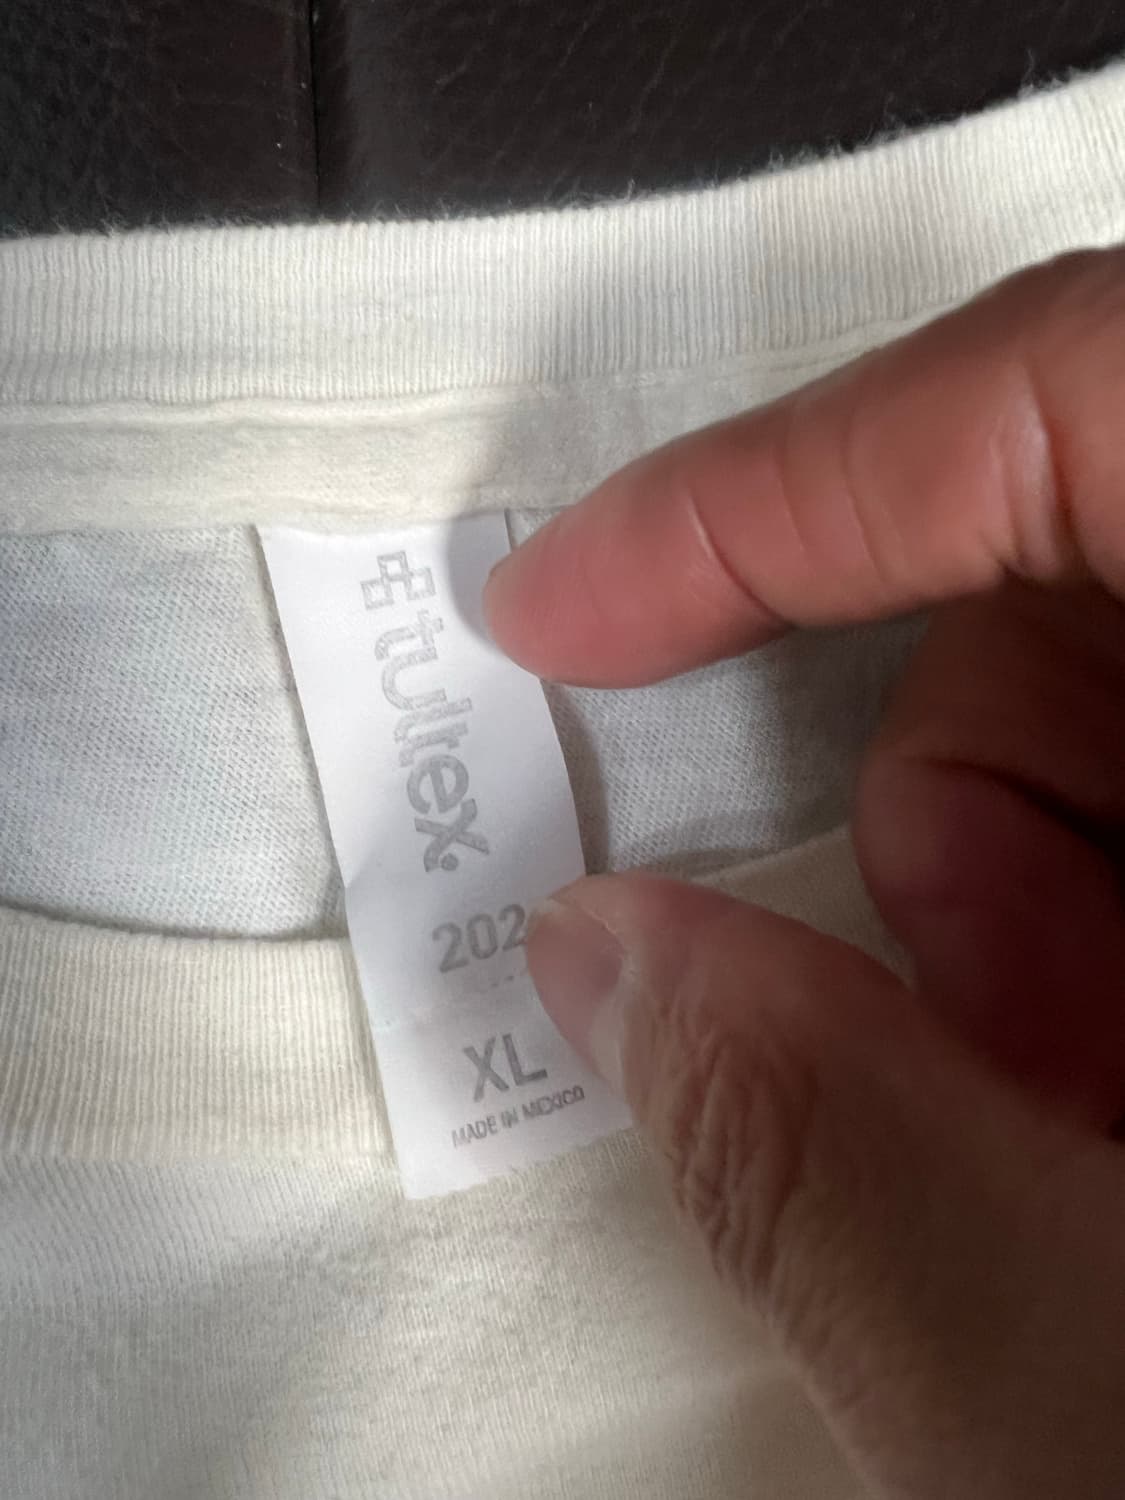 tultex.
202
XL
MADE IN MEXICO